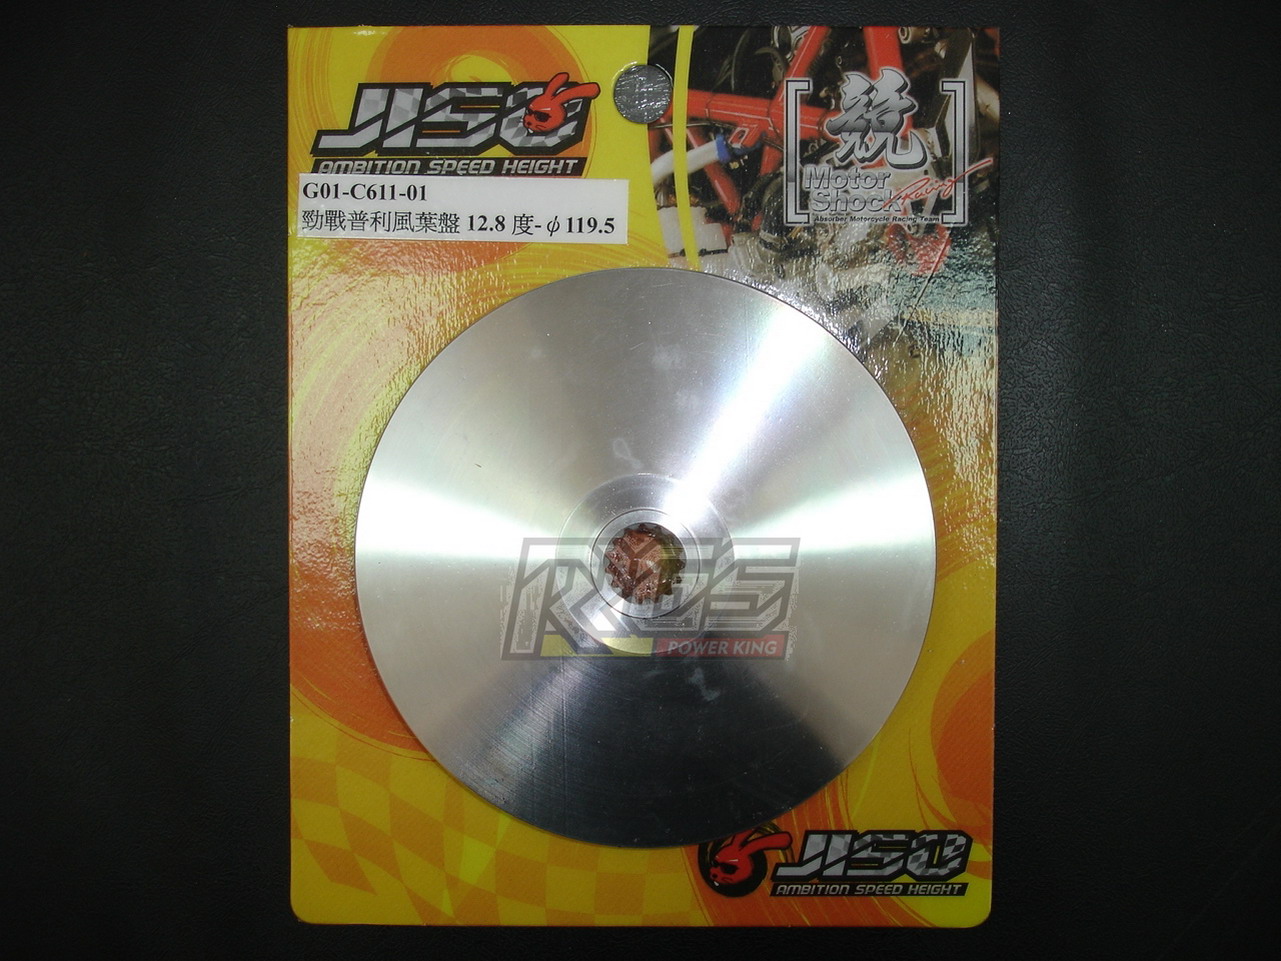 JISO
AMBITION SPEED HEIGHT
競
Motor
Shock Racing
Absorber Motorcycle Racing Team
G01-C611-01
勁戰普利風葉盤 12.8 度-φ119.5
POWER KING
JISO
AMBITION SPEED HEIGHT